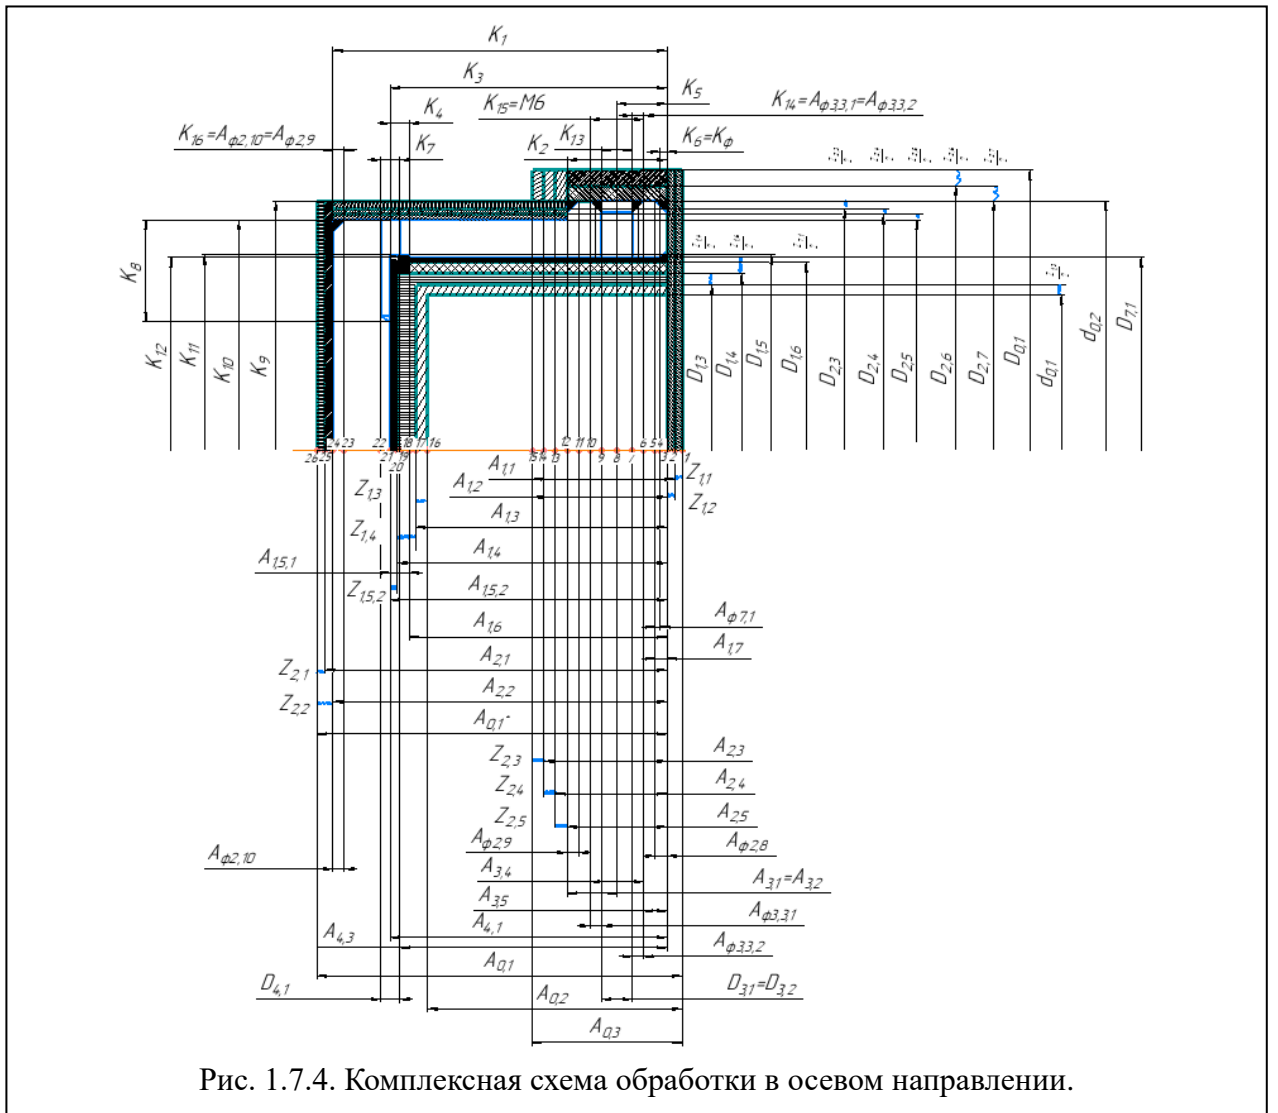 K₁
K₃
K₅
K₁₅=M6
K₁₄=Aф3,3,1=Aф3,3,2
K₄
K₁₆=Aф2,10=Aф2,9
K₁₃
K₇
K₂
K₆=Kф
K₈
K₁₂
K₁₁
K₁₀
K₉
D1,3
D1,4
D1,5
D1,6
D2,3
D2,4
D2,5
D2,6
D2,7
D0,1
d0,1
d0,2
D7,1
26 25 24 23 22 21 20 19 18 17 16 15 14 13 12 11 10 9 8 7 6 5 4 3 2 1
A1,1
Z1,1
A1,2
Z1,2
Z1,3
A1,3
Z1,4
A1,4
A1,5,1
Z1,5,2
A1,5,2
Aф7,1
A1,6
A1,7
Z2,1
A2,1
Z2,2
A2,2
A0,1-
Z2,3
A2,3
Z2,4
A2,4
Z2,5
A2,5
Aф2,9
Aф2,8
Aф2,10
A3,4
A3,1=A3,2
A3,5
Aф3,3,1
A4,3
A4,1
Aф3,3,2
A0,1
D4,1
A0,2
D3,1=D3,2
A0,3
Рис. 1.7.4. Комплексная схема обработки в осевом направлении.